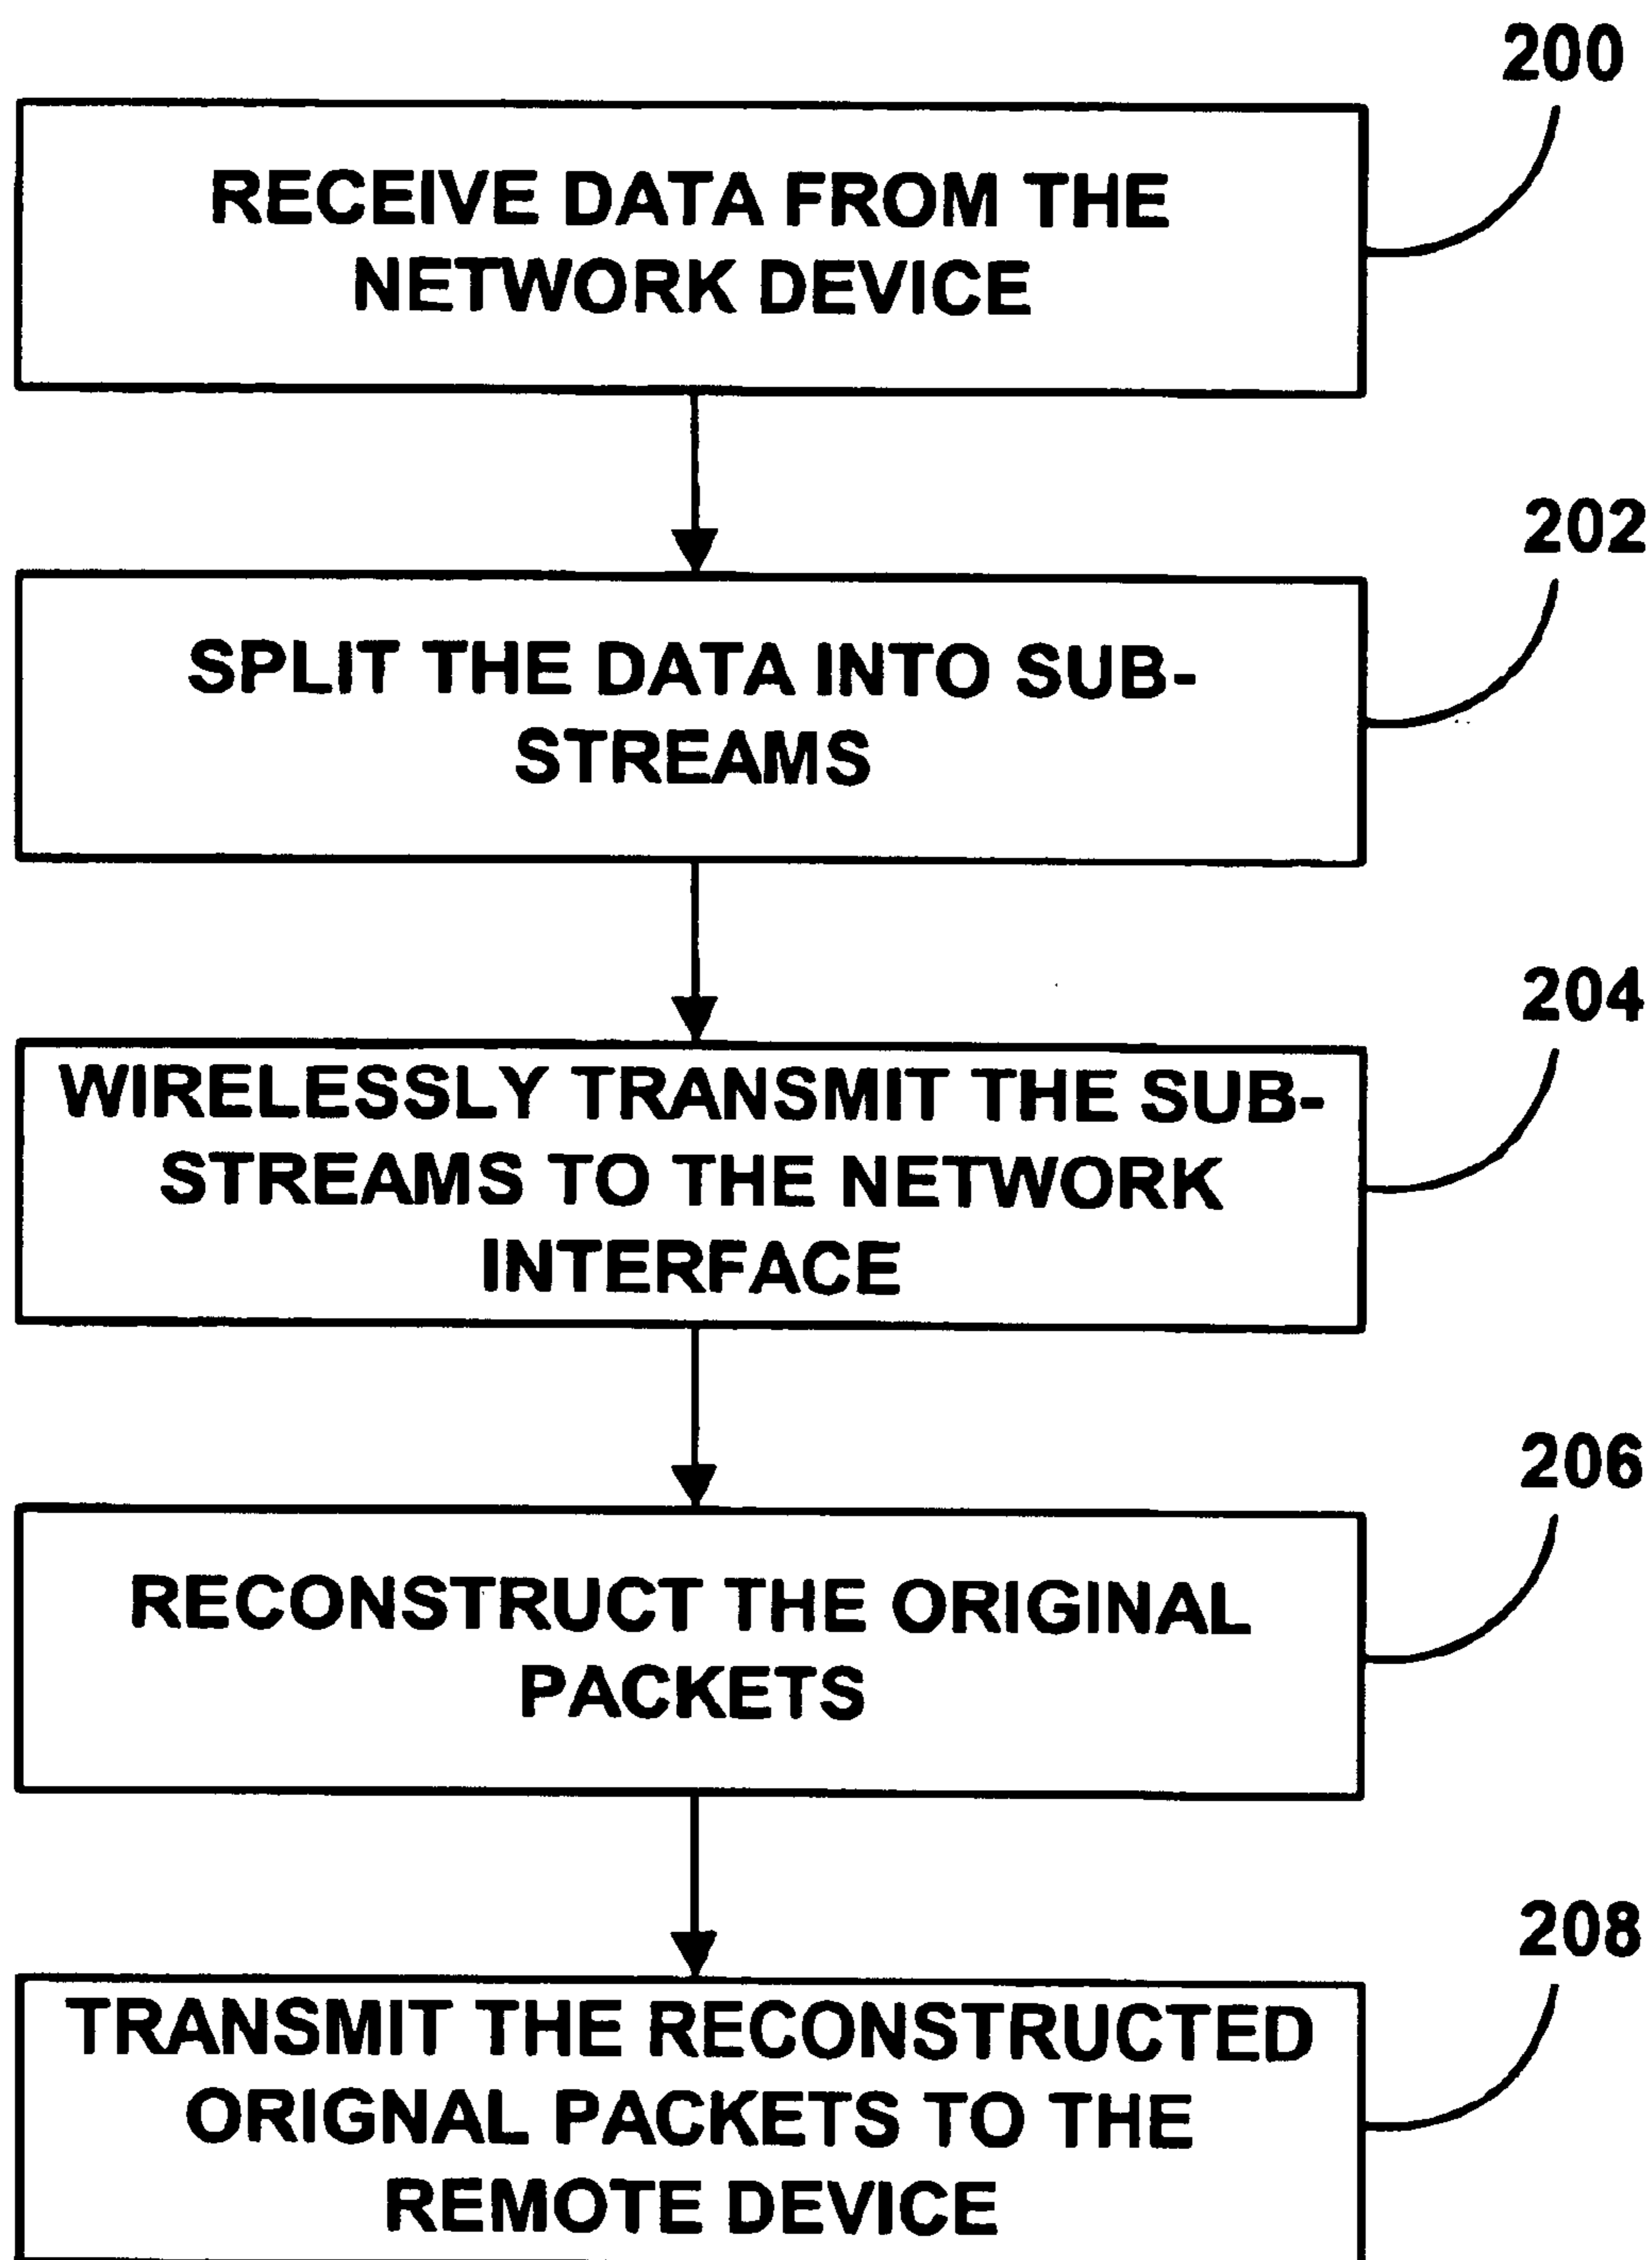 200
RECEIVE DATA FROM THE
NETWORK DEVICE
202
SPLIT THE DATA INTO SUB-
STREAMS
204
WIRELESSLY TRANSMIT THE SUB-
STREAMS TO THE NETWORK
INTERFACE
206
RECONSTRUCT THE ORIGINAL
PACKETS
208
TRANSMIT THE RECONSTRUCTED
ORIGNAL PACKETS TO THE
REMOTE DEVICE